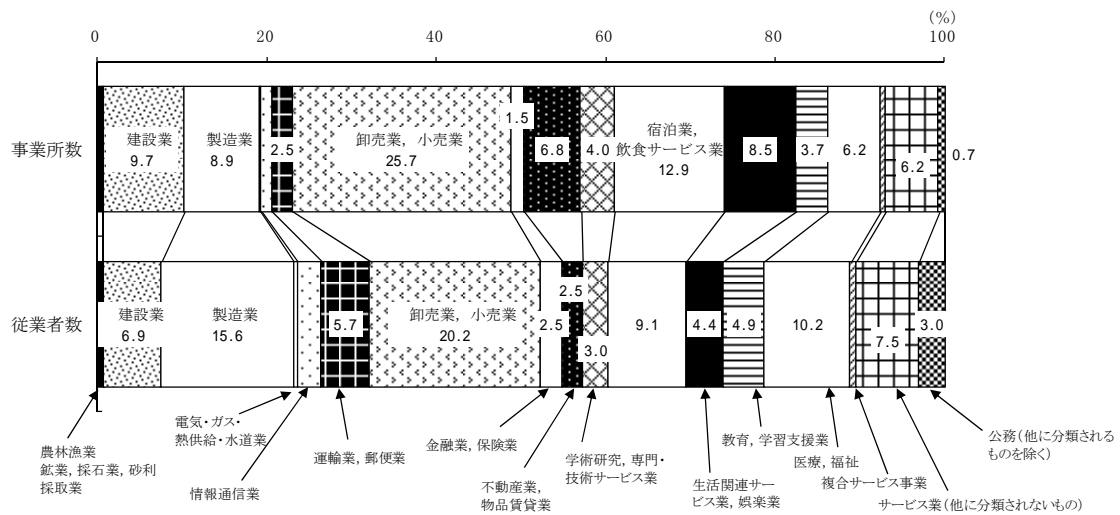 (%)
0 20 40 60 80 100
事業所数
建設業
9.7
製造業
8.9
2.5
卸売業，小売業
25.7
1.5
6.8
4.0
宿泊業，
飲食サービス業
12.9
8.5
3.7
6.2
6.2
0.7
従業者数
建設業
6.9
製造業
15.6
5.7
卸売業，小売業
20.2
2.5
2.5
3.0
9.1
4.4
4.9
10.2
7.5
3.0
農林漁業
鉱業，採石業，砂利
採取業
電気・ガス・
熱供給・水道業
情報通信業
運輸業，郵便業
金融業，保険業
不動産業，
物品賃貸業
学術研究，専門・
技術サービス業
生活関連サー
ビス業，娯楽業
教育，学習支援業
医療，福祉
複合サービス事業
サービス業（他に分類されないもの）
公務（他に分類される
ものを除く）